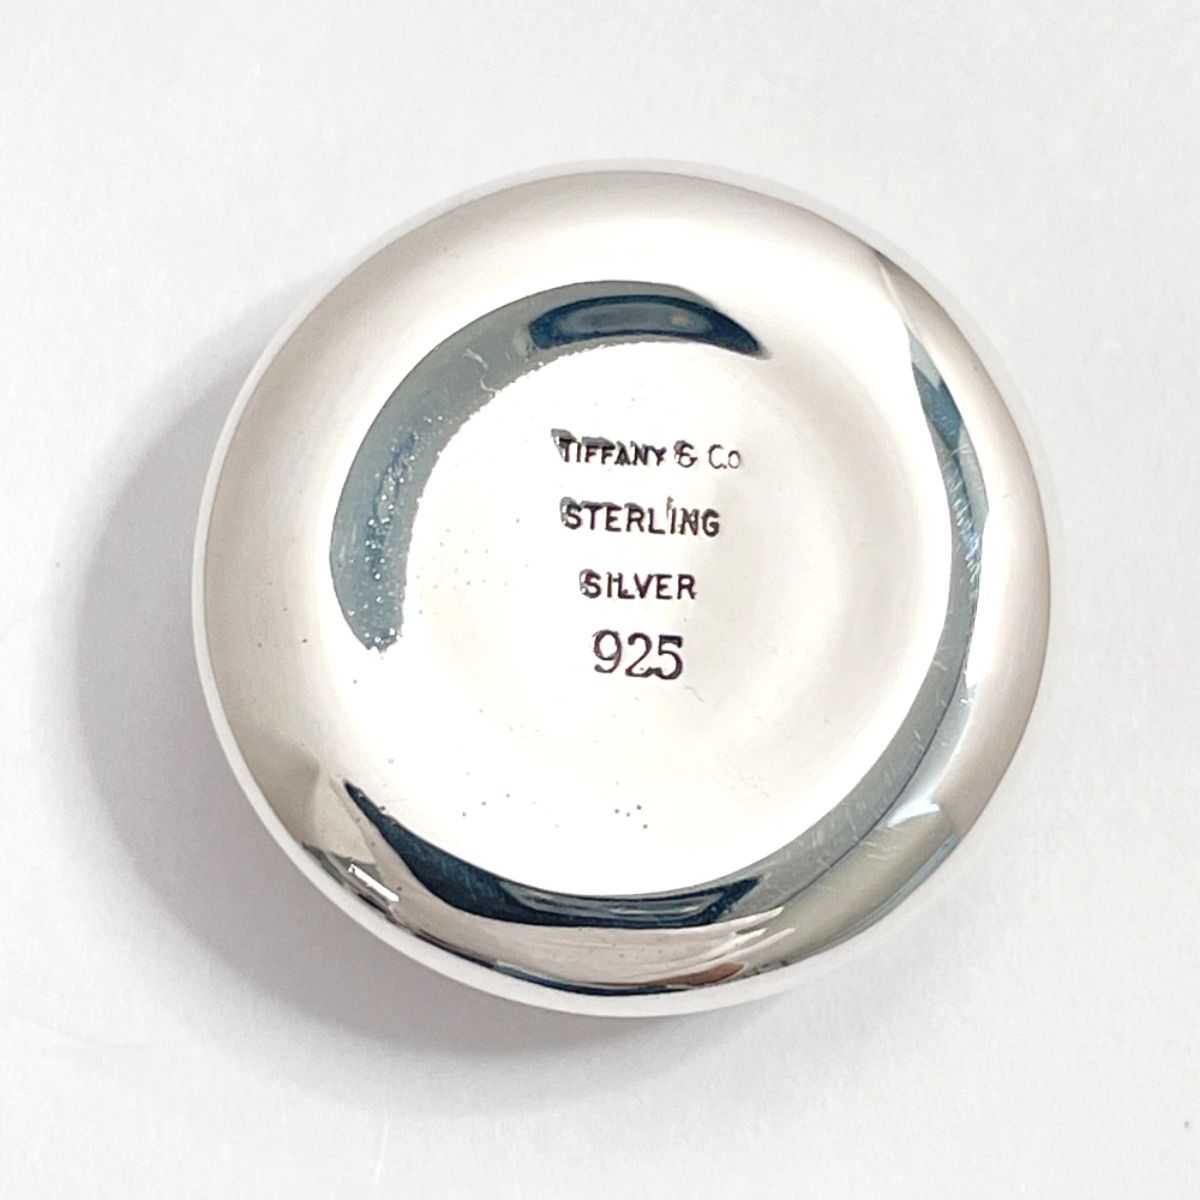 TIFFANY & Co
STERLING
SILVER
925